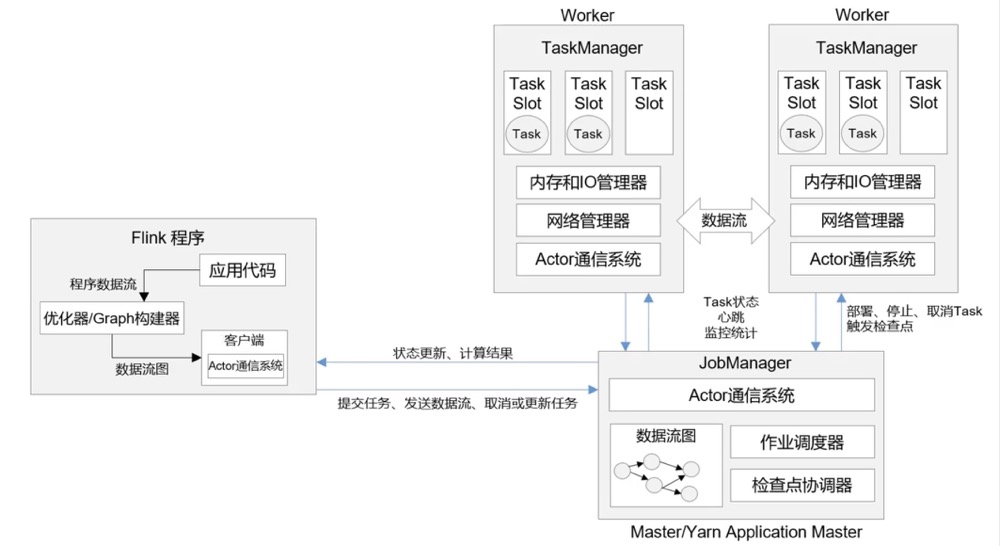 Worker
TaskManager
Task Slot
Task
Task Slot
Task
Task Slot
内存和IO管理器
网络管理器
Actor通信系统
数据流
Worker
TaskManager
Task Slot
Task
Task Slot
Task
Task Slot
内存和IO管理器
网络管理器
Actor通信系统
Flink 程序
应用代码
程序数据流
优化器/Graph构建器
数据流图
客户端
Actor通信系统
状态更新、计算结果
提交任务、发送数据流、取消或更新任务
Task状态
心跳
监控统计
部署、停止、取消Task
触发检查点
JobManager
Actor通信系统
数据流图
作业调度器
检查点协调器
Master/Yarn Application Master